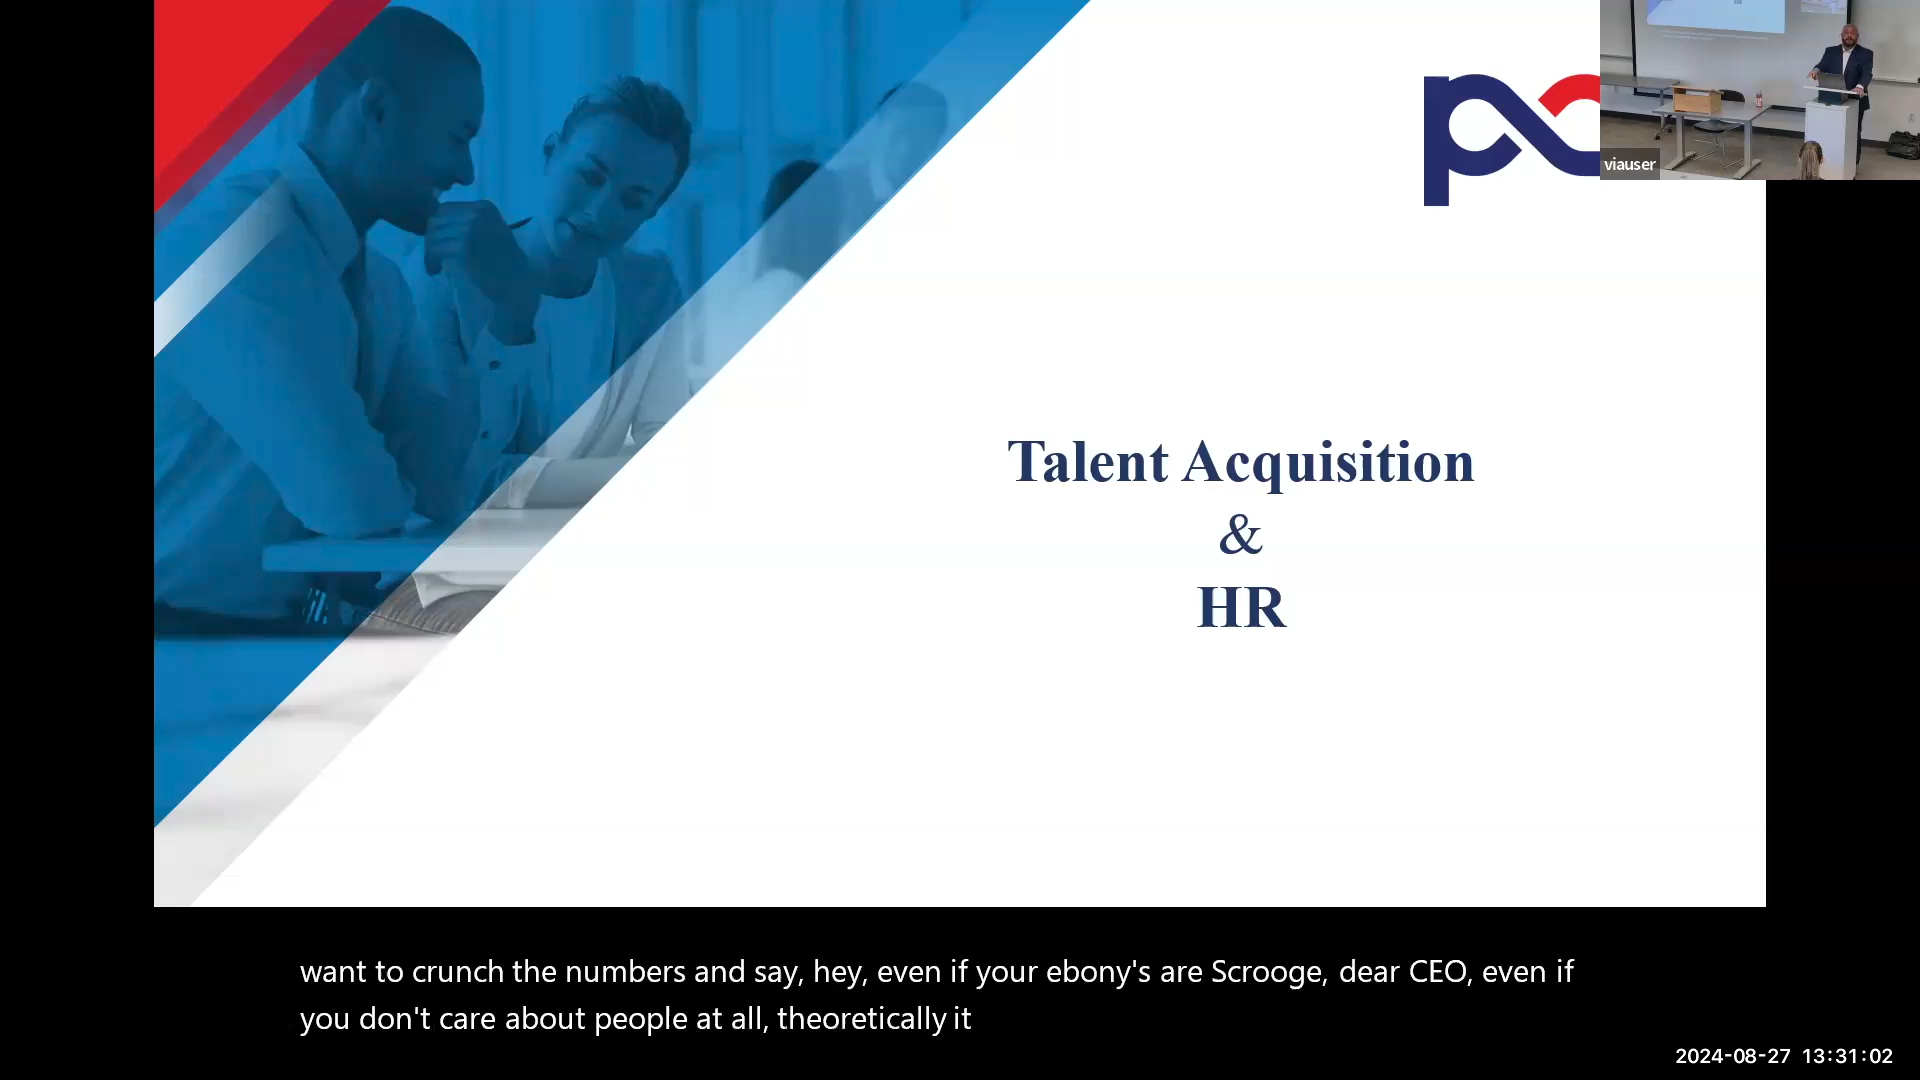 viauser
Talent Acquisition
&
HR
want to crunch the numbers and say, hey, even if your ebony's are Scrooge, dear CEO, even if
you don't care about people at all, theoretically it
2024-08-27 13:31:02